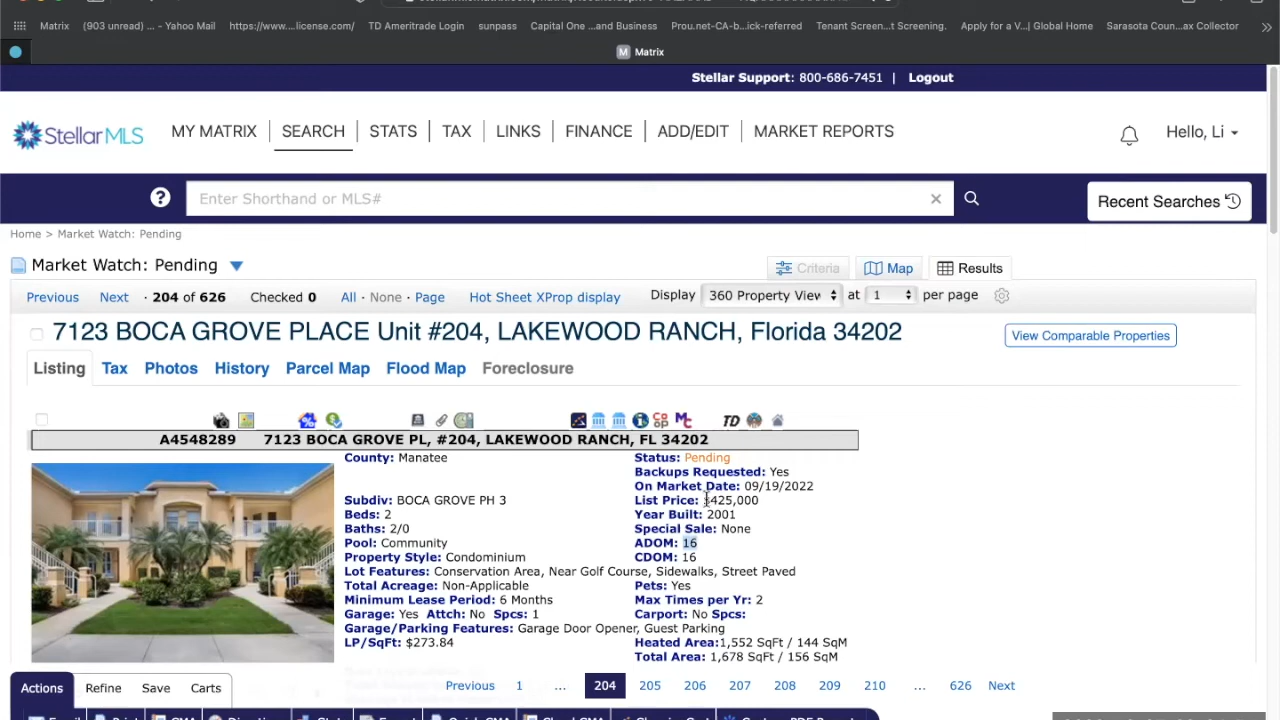 Matrix (903 unread) ... – Yahoo Mail https://www....license.com/ TD Ameritrade Login sunpass Capital One ...and Business Prou.net-CA-b...ick-referred Tenant Screen...t Screening. Apply for a V...| Global Home Sarasota Coun...ax Collector
M Matrix
Stellar Support: 800-686-7451 | Logout
StellarMLS MY MATRIX SEARCH STATS TAX LINKS FINANCE ADD/EDIT MARKET REPORTS Hello, Li
? Enter Shorthand or MLS# Recent Searches
Home > Market Watch: Pending
Market Watch: Pending Criteria Map Results
Previous Next · 204 of 626 Checked 0 All · None · Page Hot Sheet XProp display Display 360 Property View at 1 per page
7123 BOCA GROVE PLACE Unit #204, LAKEWOOD RANCH, Florida 34202 View Comparable Properties
Listing Tax Photos History Parcel Map Flood Map Foreclosure
A4548289 7123 BOCA GROVE PL, #204, LAKEWOOD RANCH, FL 34202
County: Manatee Status: Pending
Backups Requested: Yes
On Market Date: 09/19/2022
Subdiv: BOCA GROVE PH 3 List Price: $425,000
Beds: 2 Year Built: 2001
Baths: 2/0 Special Sale: None
Pool: Community ADOM: 16
Property Style: Condominium CDOM: 16
Lot Features: Conservation Area, Near Golf Course, Sidewalks, Street Paved
Total Acreage: Non-Applicable Pets: Yes
Minimum Lease Period: 6 Months Max Times per Yr: 2
Garage: Yes Attch: No Spcs: 1 Carport: No Spcs:
Garage/Parking Features: Garage Door Opener, Guest Parking
LP/SqFt: $273.84 Heated Area:1,552 SqFt / 144 SqM
Total Area: 1,678 SqFt / 156 SqM
Actions Refine Save Carts Previous 1 ... 204 205 206 207 208 209 210 ... 626 Next